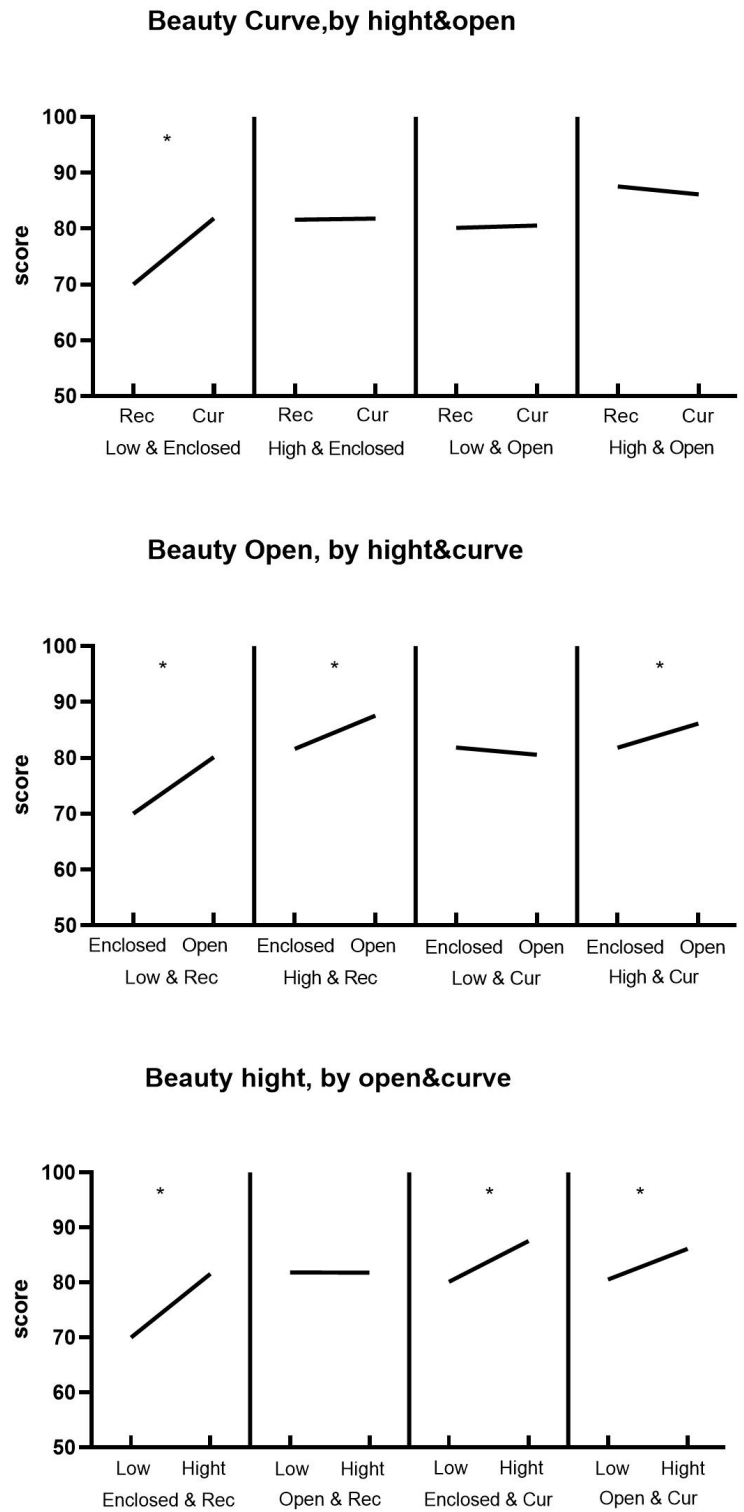 Beauty Curve,by hight&open
*
100
90
80
70
60
50
score
Rec Cur Rec Cur Rec Cur Rec Cur
Low & Enclosed High & Enclosed Low & Open High & Open
Beauty Open, by hight&curve
* * *
100
90
80
70
60
50
score
Enclosed Open Enclosed Open Enclosed Open Enclosed Open
Low & Rec High & Rec Low & Cur High & Cur
Beauty hight, by open&curve
* * *
100
90
80
70
60
50
score
Low Hight Low Hight Low Hight Low Hight
Enclosed & Rec Open & Rec Enclosed & Cur Open & Cur